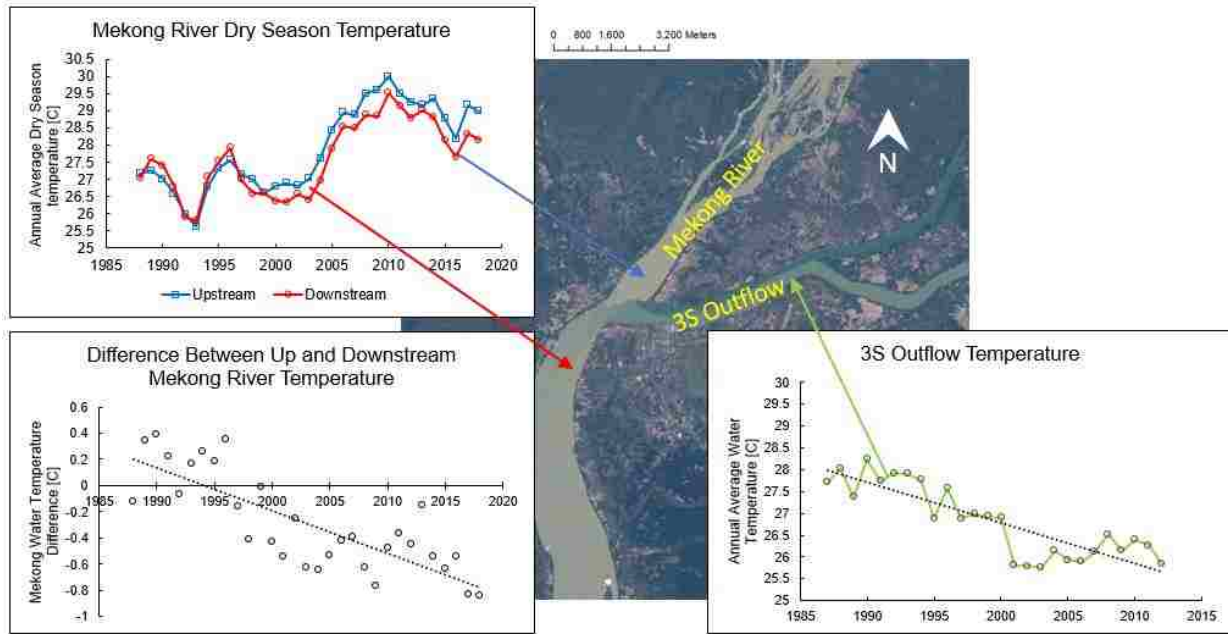 Mekong River Dry Season Temperature
Annual Average Dry Season
temperature [C]
30.5
30
29.5
29
28.5
28
27.5
27
26.5
26
25.5
25
1985 1990 1995 2000 2005 2010 2015 2020
Upstream Downstream
0 800 1,600 3,200 Meters
N
Mekong River
3S Outflow
Difference Between Up and Downstream
Mekong River Temperature
Mekong Water Temperature
Difference [C]
0.6
0.4
0.2
0
-0.2
-0.4
-0.6
-0.8
-1
1985 1990 1995 2000 2005 2010 2015 2020
3S Outflow Temperature
Annual Average Water
Temperature [C]
30
29.5
29
28.5
28
27.5
27
26.5
26
25.5
25
1985 1990 1995 2000 2005 2010 2015